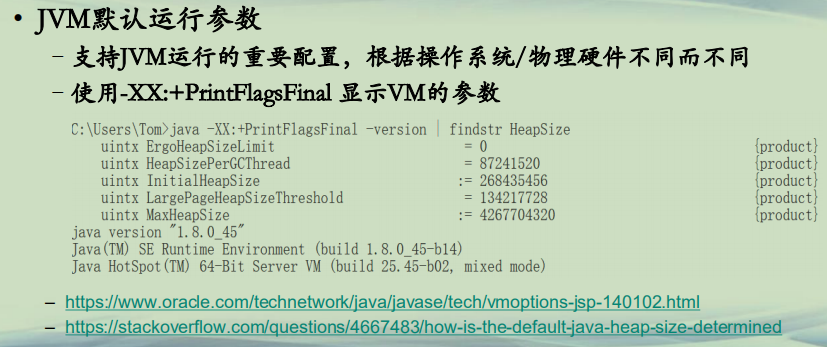 • JVM默认运行参数
– 支持JVM运行的重要配置，根据操作系统/物理硬件不同而不同
– 使用-XX:+PrintFlagsFinal 显示VM的参数
C:\Users\Tom>java -XX:+PrintFlagsFinal -version | findstr HeapSize
uintx ErgoHeapSizeLimit = 0 {product}
uintx HeapSizePerGCThread = 87241520 {product}
uintx InitialHeapSize := 268435456 {product}
uintx LargePageHeapSizeThreshold = 134217728 {product}
uintx MaxHeapSize := 4267704320 {product}
java version "1.8.0_45"
Java(TM) SE Runtime Environment (build 1.8.0_45-b14)
Java HotSpot(TM) 64-Bit Server VM (build 25.45-b02, mixed mode)
– https://www.oracle.com/technetwork/java/javase/tech/vmoptions-jsp-140102.html
– https://stackoverflow.com/questions/4667483/how-is-the-default-java-heap-size-determined